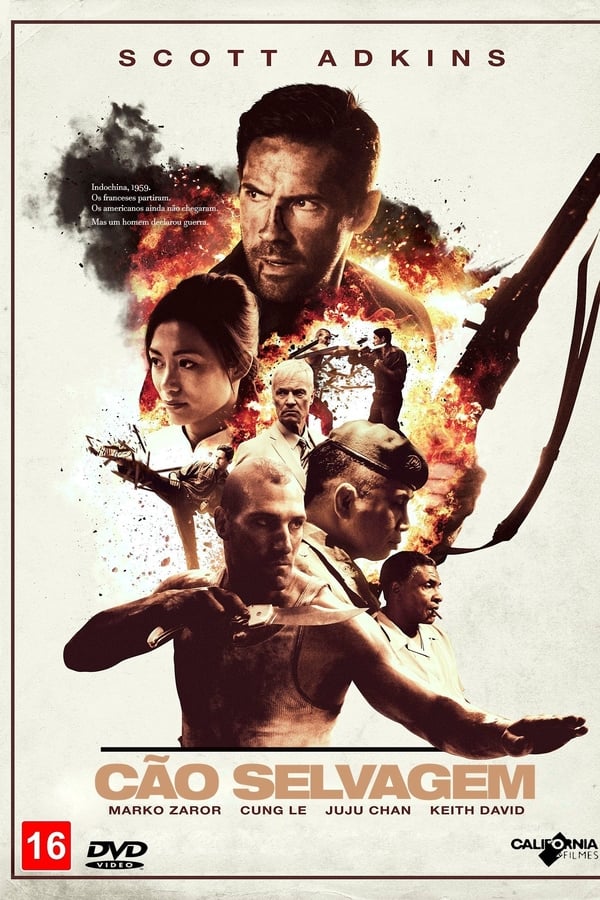 SCOTT ADKINS
Indochina, 1959.
Os franceses partiram.
Os americanos ainda não chegaram.
Mas um homem declarou guerra.
CÃO SELVAGEM
MARKO ZAROR CUNG LE JUJU CHAN KEITH DAVID
16
DVD
VIDEO
CALIFORNIA
FILMES